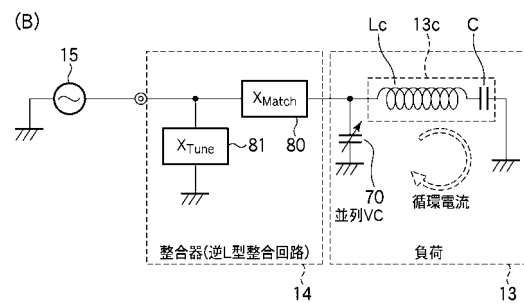 (B)
15
Lc
13c
C
XMatch
80
XTune
81
70
並列VC
循環電流
整合器(逆L型整合回路)
負荷
14
13